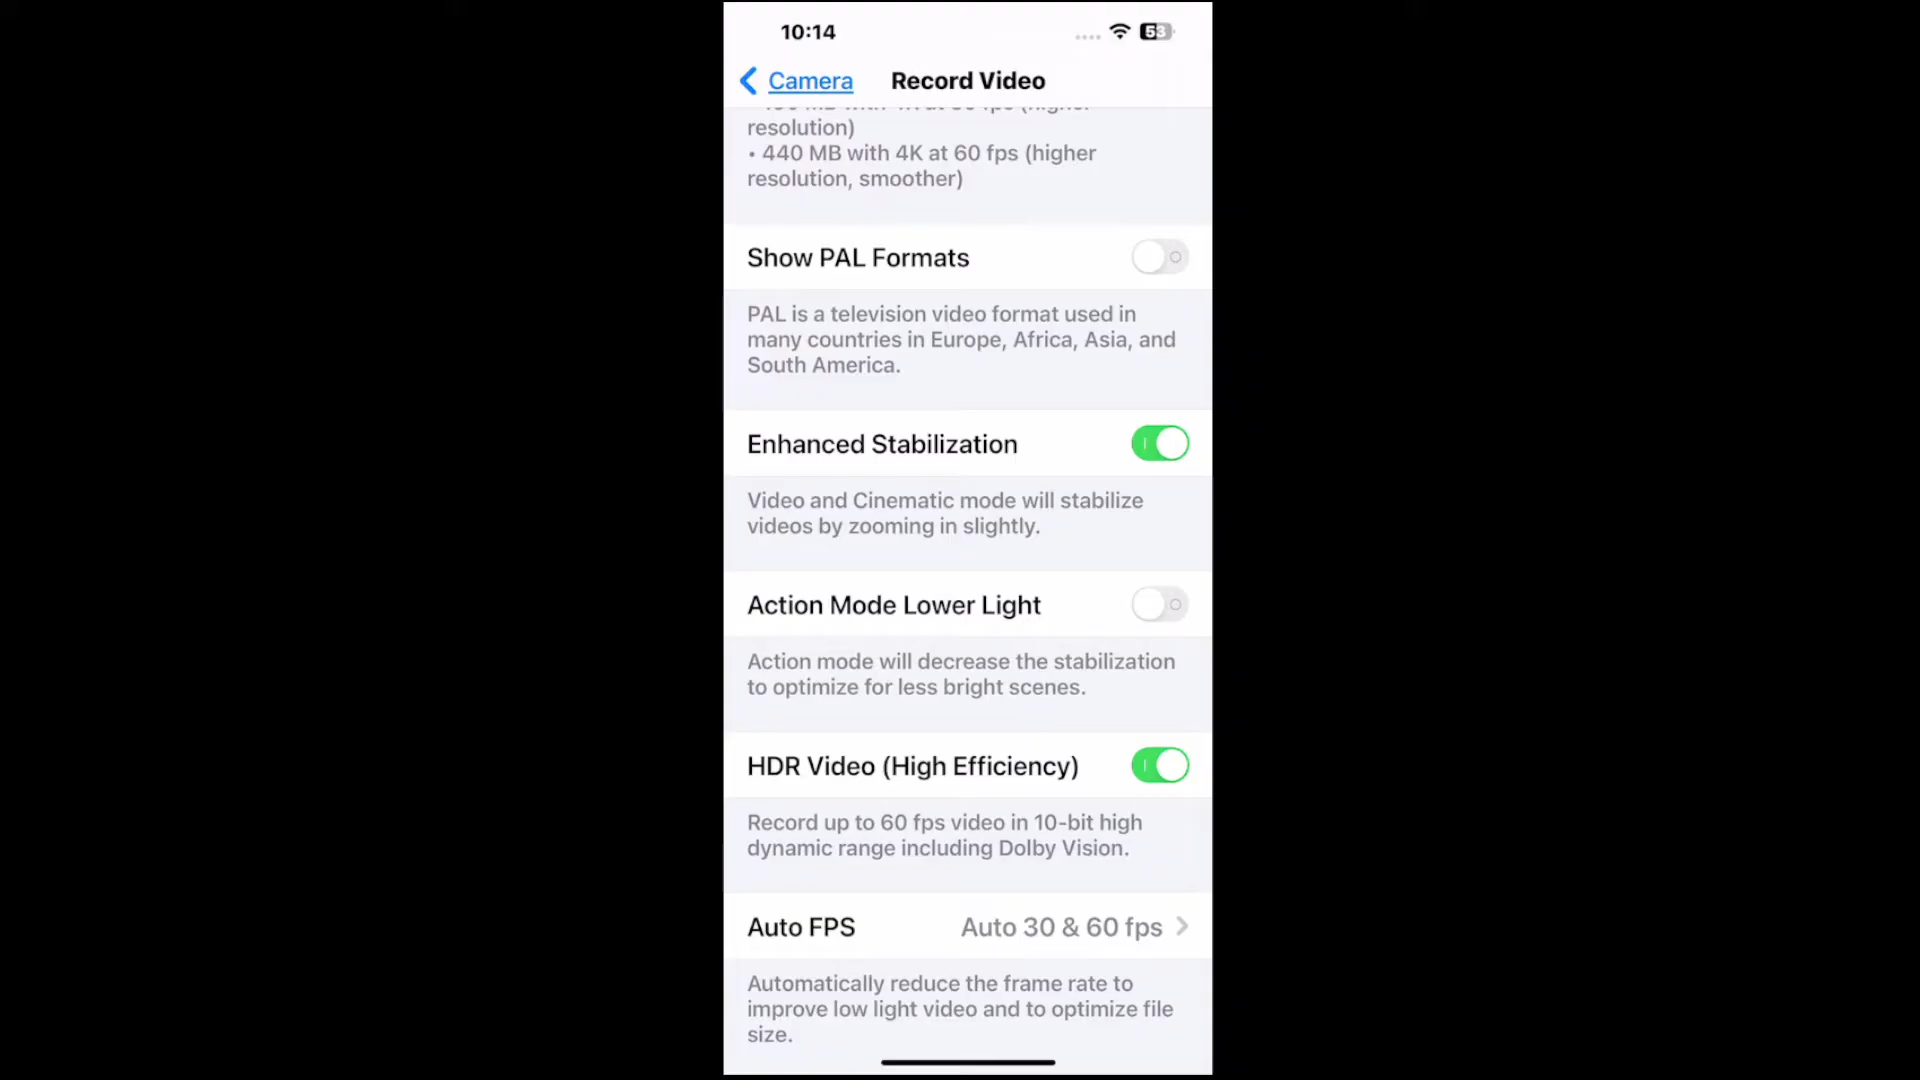 10:14
53
Camera
Record Video
resolution)
• 440 MB with 4K at 60 fps (higher
resolution, smoother)
Show PAL Formats
PAL is a television video format used in
many countries in Europe, Africa, Asia, and
South America.
Enhanced Stabilization
Video and Cinematic mode will stabilize
videos by zooming in slightly.
Action Mode Lower Light
Action mode will decrease the stabilization
to optimize for less bright scenes.
HDR Video (High Efficiency)
Record up to 60 fps video in 10-bit high
dynamic range including Dolby Vision.
Auto FPS
Auto 30 & 60 fps
Automatically reduce the frame rate to
improve low light video and to optimize file
size.